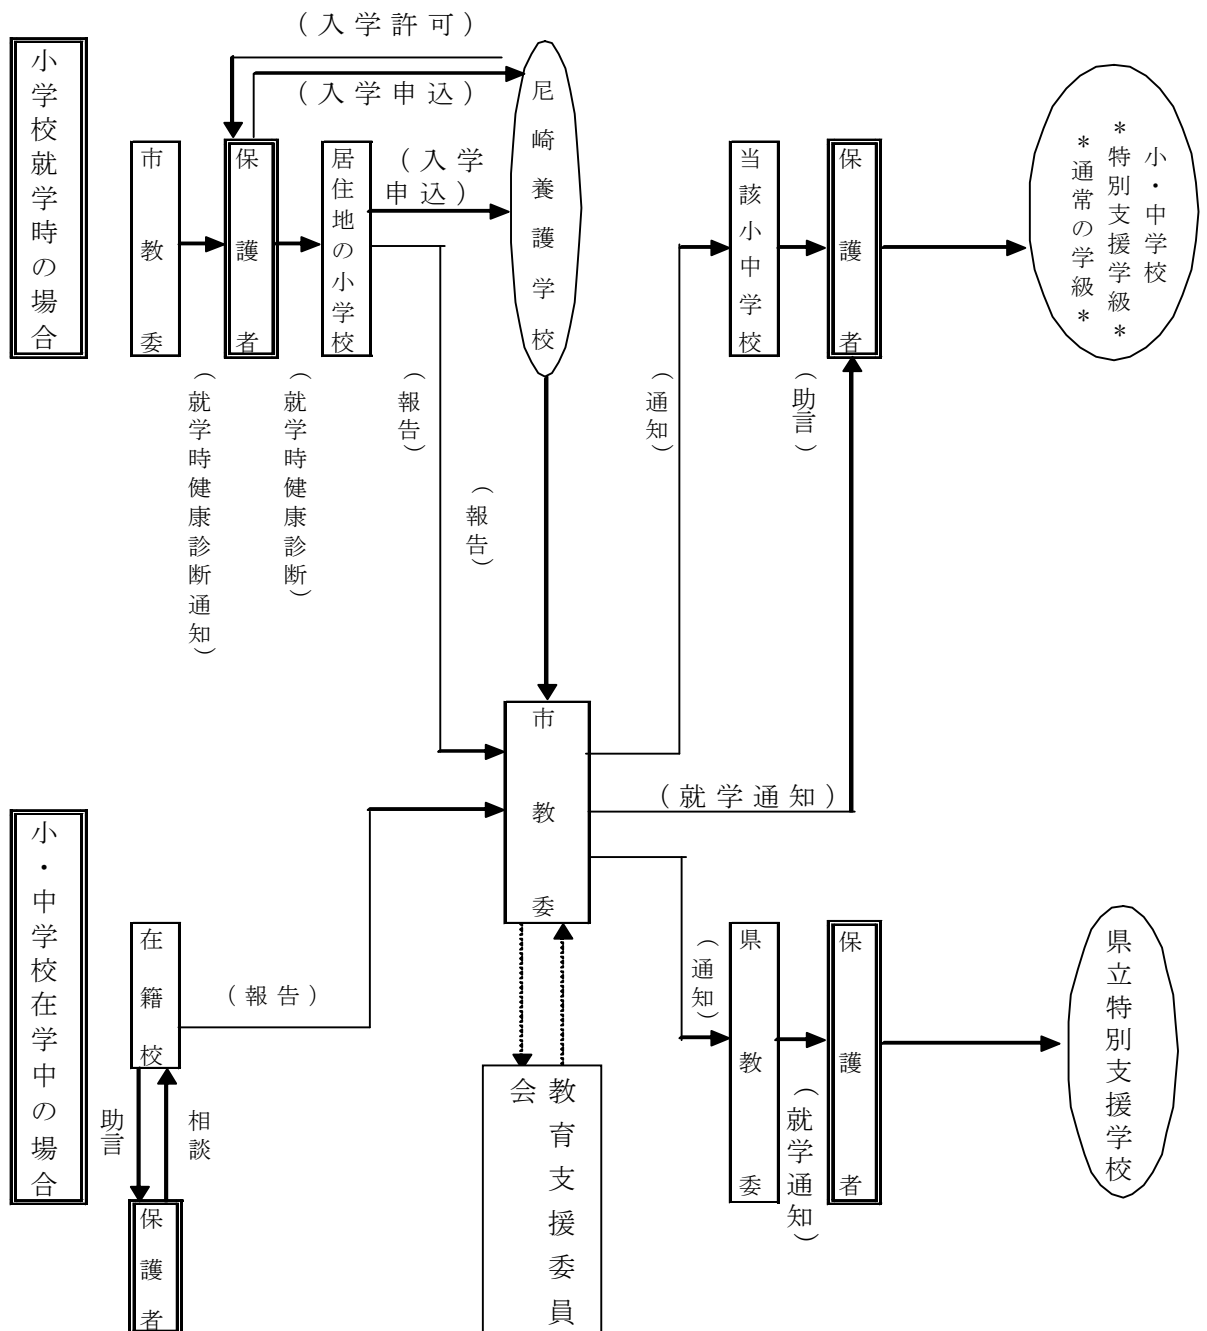 小学校就学時の場合
（入学許可）
（入学申込）
市教委
保護者
居住地の小学校
（入学
申込）
尼崎養護学校
当該小中学校
保護者
小・中学校
＊特別支援学級＊
＊通常の学級＊
（就学時健康診断通知）
（就学時健康診断）
（報告）
（報告）
（通知）
（助言）
市教委
（就学通知）
小・中学校在学中の場合
在籍校
（報告）
助言
相談
保護者
教育支援委員
会
（通知）
県教委
（就学通知）
保護者
県立特別支援学校